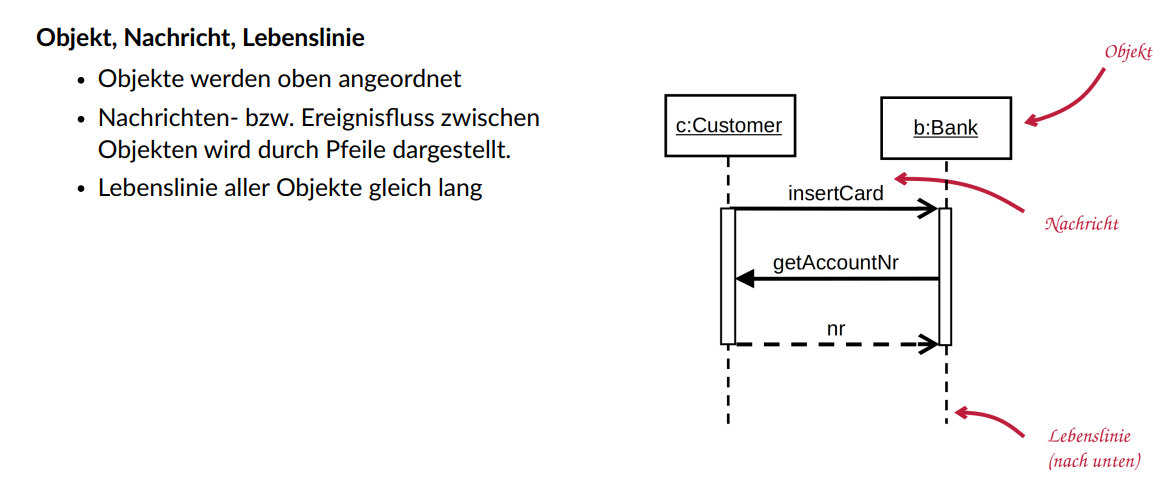 Objekt, Nachricht, Lebenslinie
• Objekte werden oben angeordnet
• Nachrichten- bzw. Ereignisfluss zwischen
Objekten wird durch Pfeile dargestellt.
• Lebenslinie aller Objekte gleich lang
Objekt
c:Customer
b:Bank
insertCard
Nachricht
getAccountNr
nr
Lebenslinie
(nach unten)